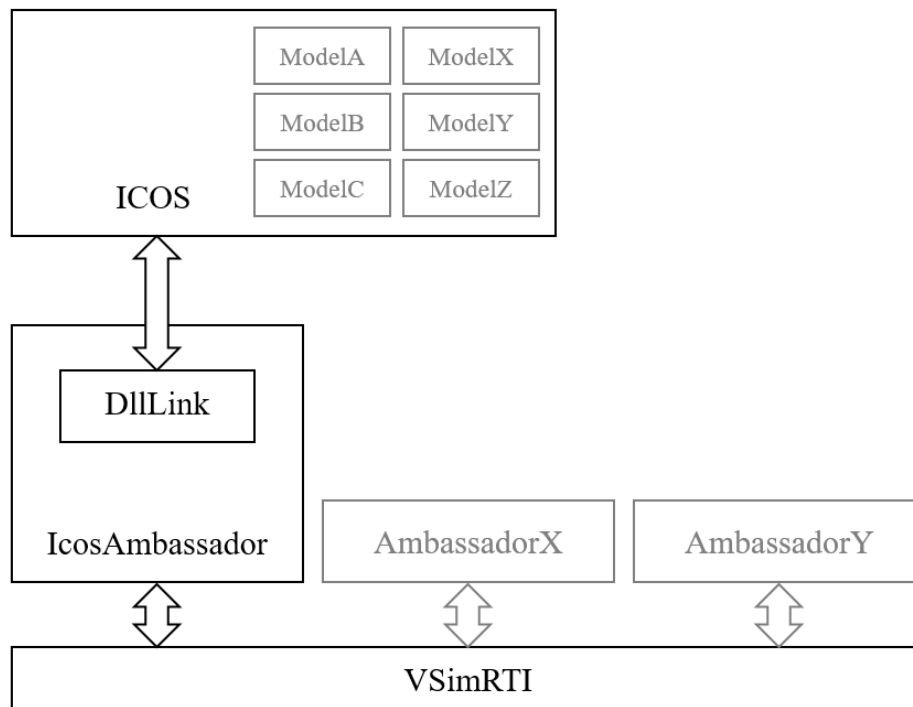 ModelA
ModelX
ModelB
ModelY
ModelC
ModelZ
ICOS
DllLink
IcosAmbassador
AmbassadorX
AmbassadorY
VSimRTI